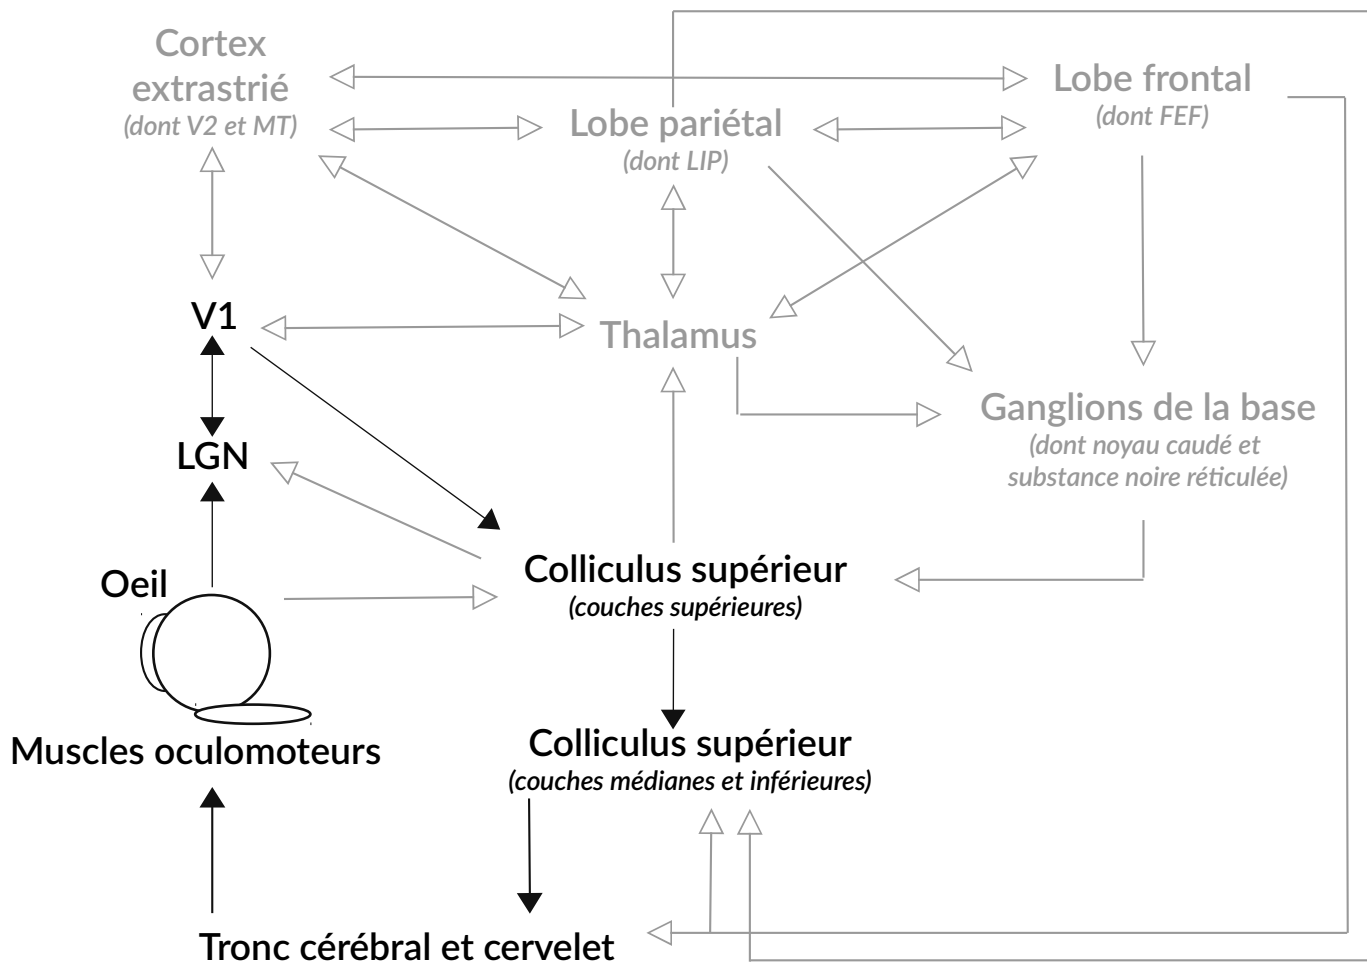 Cortex
extrastrié
(dont V2 et MT)
Lobe pariétal
(dont LIP)
Lobe frontal
(dont FEF)
V1
Thalamus
LGN
Ganglions de la base
(dont noyau caudé et
substance noire réticulée)
Oeil
Colliculus supérieur
(couches supérieures)
Muscles oculomoteurs
Colliculus supérieur
(couches médianes et inférieures)
Tronc cérébral et cervelet